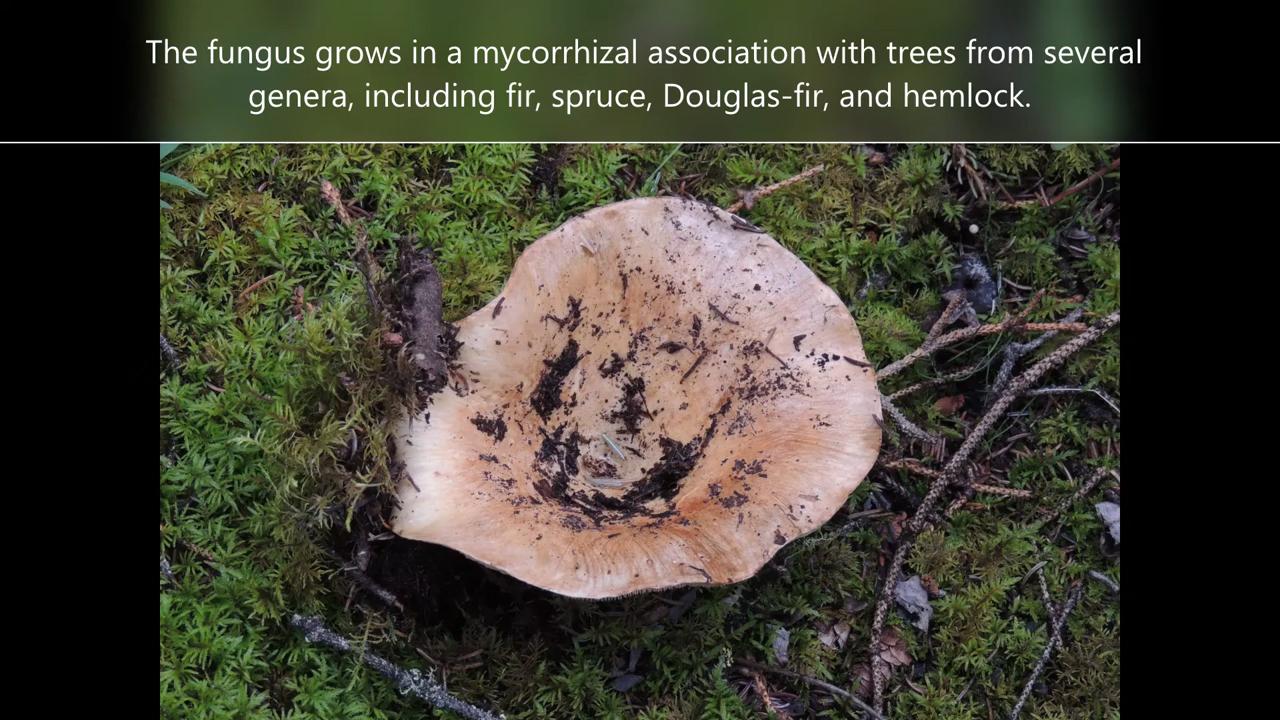 The fungus grows in a mycorrhizal association with trees from several
genera, including fir, spruce, Douglas-fir, and hemlock.